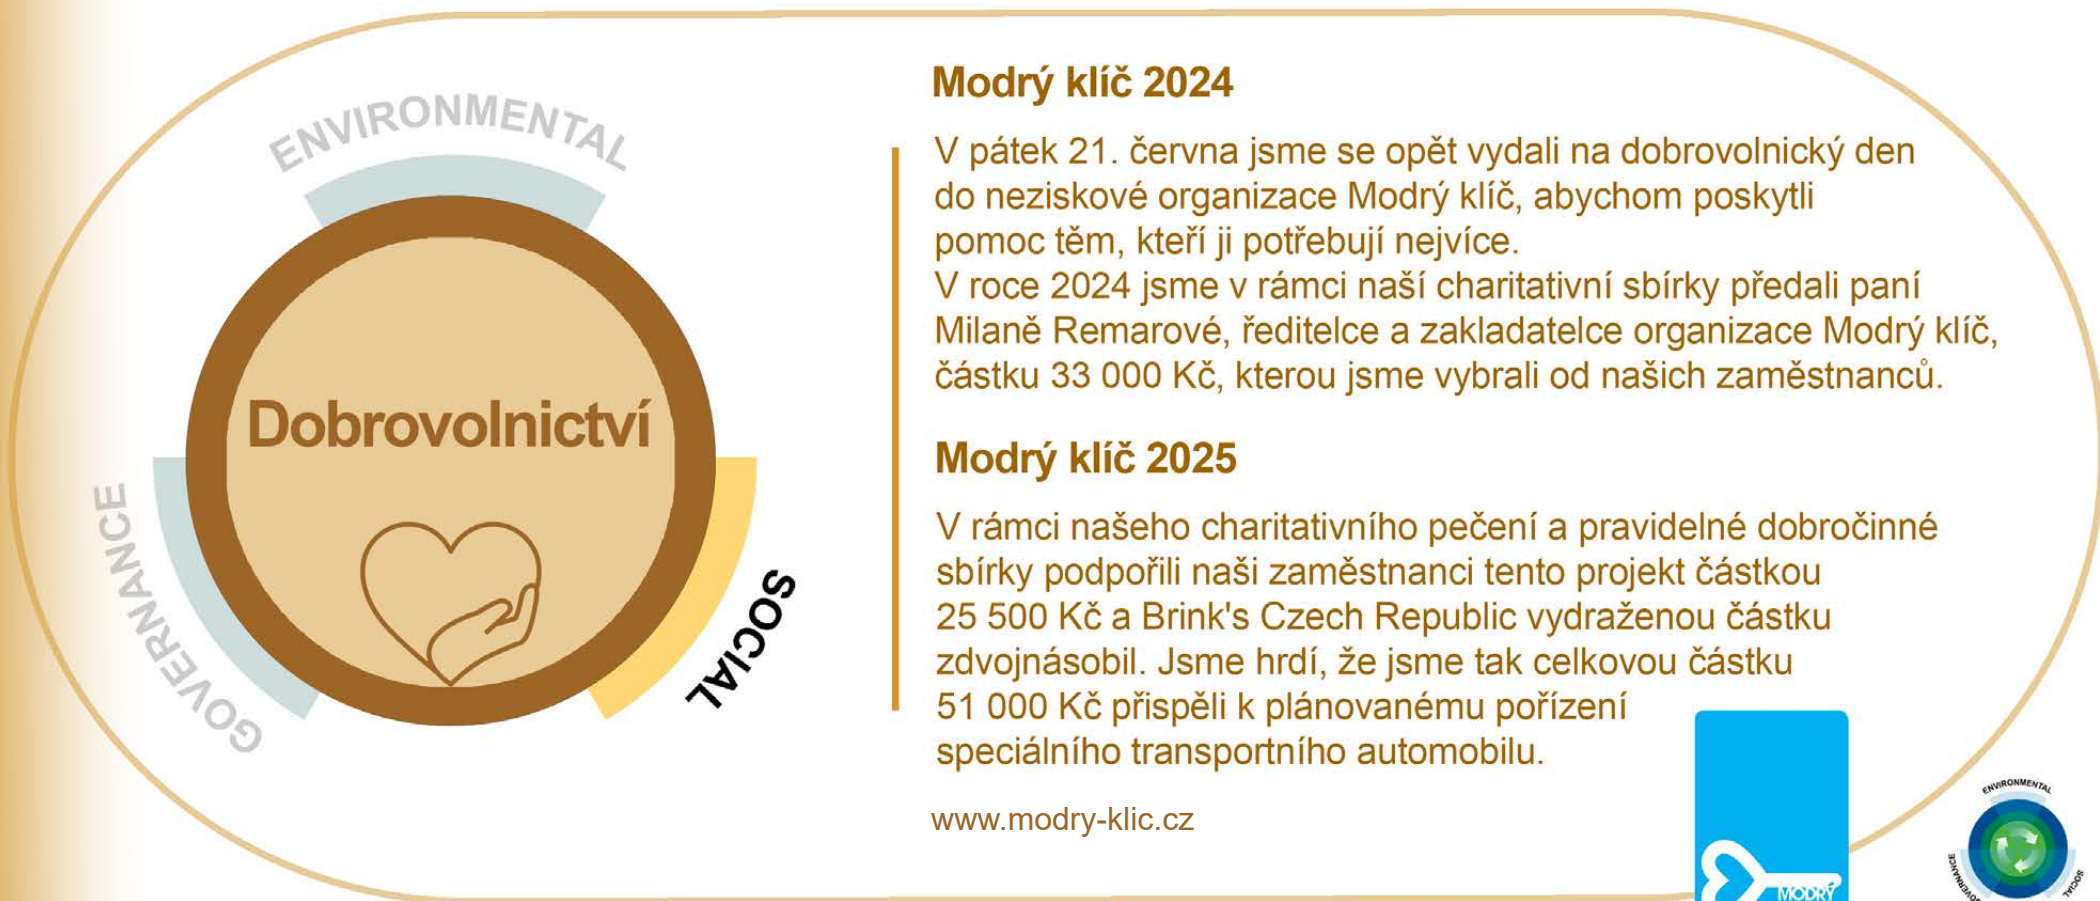 ENVIRONMENTAL
Dobrovolnictví
GOVERNANCE
SOCIAL
Modrý klíč 2024
V pátek 21. června jsme se opět vydali na dobrovolnický den
do neziskové organizace Modrý klíč, abychom poskytli
pomoc těm, kteří ji potřebují nejvíce.
V roce 2024 jsme v rámci naší charitativní sbírky předali paní
Milaně Remarové, ředitelce a zakladatelce organizace Modrý klíč,
částku 33 000 Kč, kterou jsme vybrali od našich zaměstnanců.
Modrý klíč 2025
V rámci našeho charitativního pečení a pravidelné dobročinné
sbírky podpořili naši zaměstnanci tento projekt částkou
25 500 Kč a Brink's Czech Republic vydraženou částku
zdvojnásobil. Jsme hrdí, že jsme tak celkovou částku
51 000 Kč přispěli k plánovanému pořízení
speciálního transportního automobilu.
www.modry-klic.cz
MODRÝ
ENVIRONMENTAL
GOVERNANCE
SOCIAL